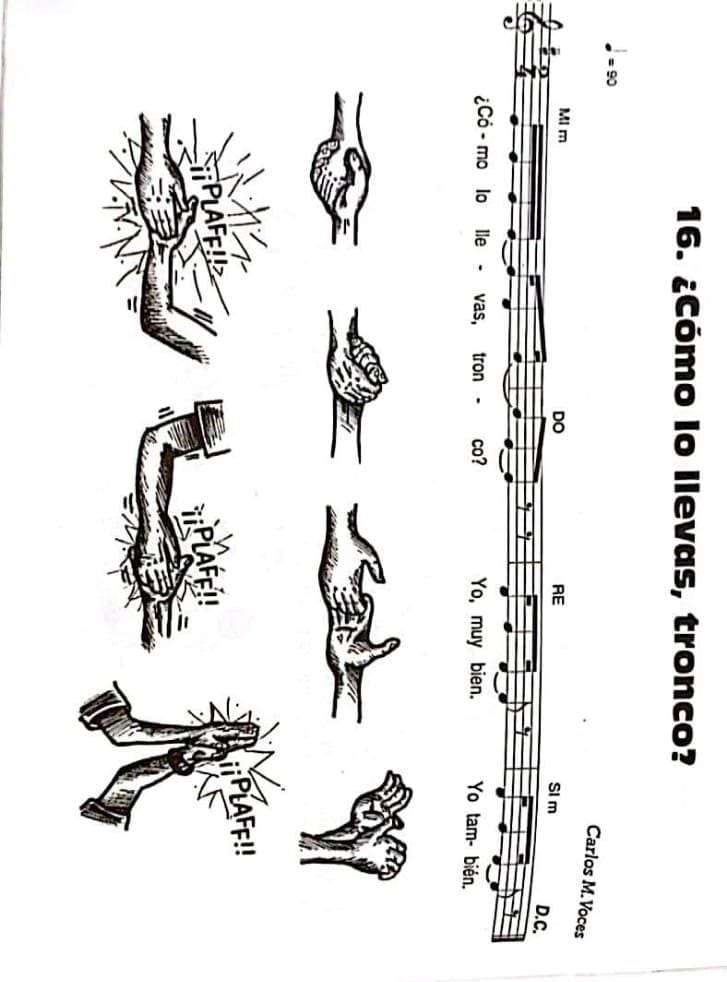 16. ¿Cómo lo llevas, tronco?
♩ = 90
Carlos M. Voces
MI m DO RE SI m D.C.
2
4
¿Có - mo lo lle - vas, tron - co? Yo, muy bien. Yo tam- bién.
¡¡PLAFF!!
¡¡PLAFF!!
¡¡PLAFF!!